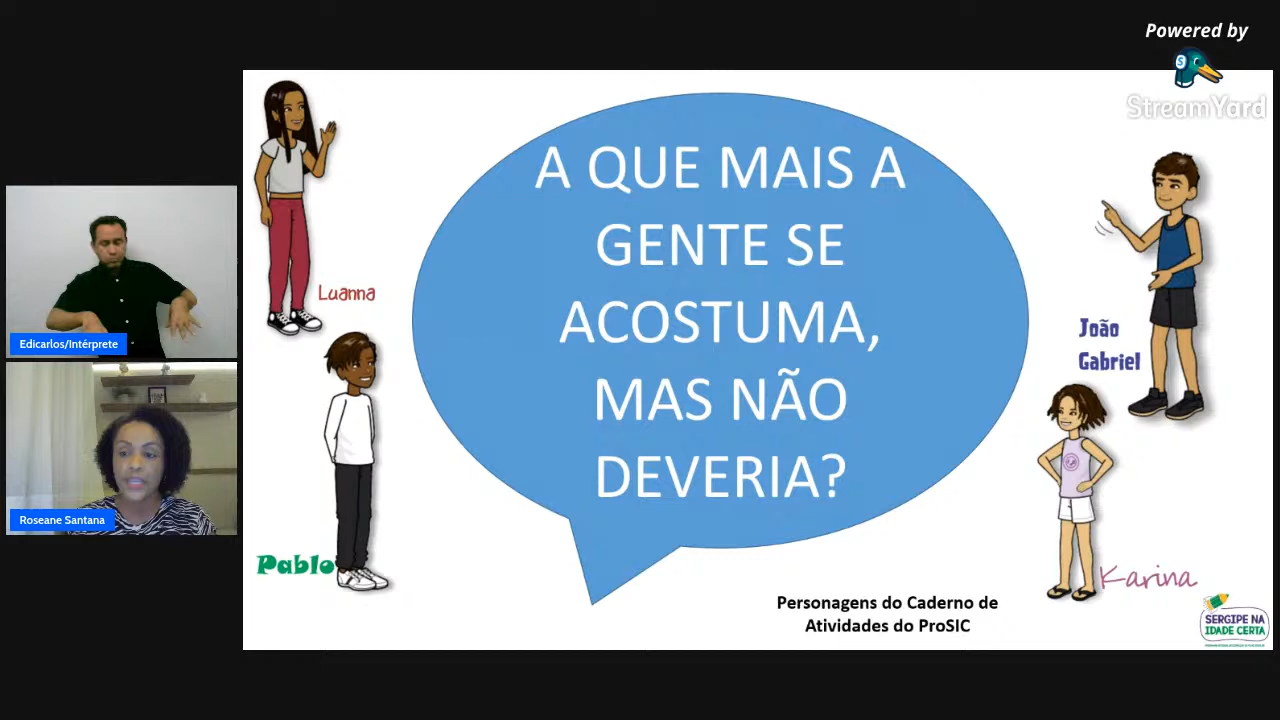 Powered by
StreamYard
A QUE MAIS A
GENTE SE
ACOSTUMA,
MAS NÃO
DEVERIA?
Luanna
João
Gabriel
Pablo
Karina
Edicarlos/Intérprete
Roseane Santana
Personagens do Caderno de
Atividades do ProSIC
SERGIPE NA
IDADE CERTA